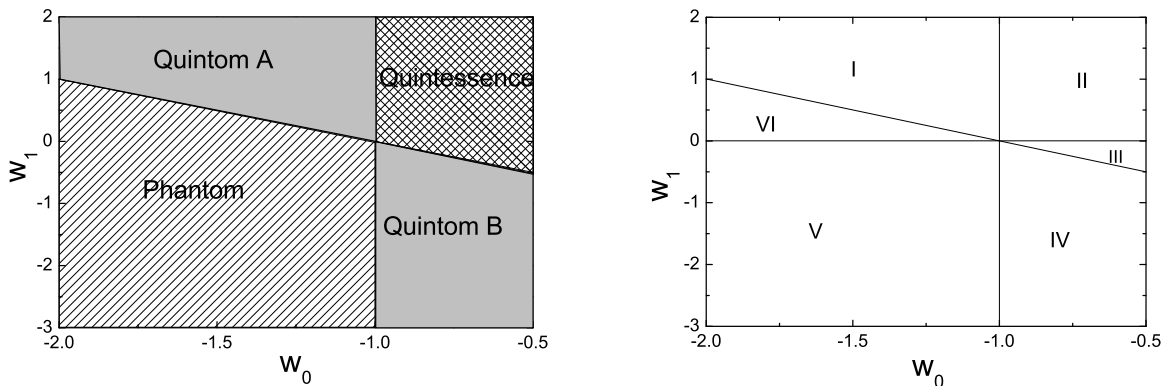 2
1
0
-1
-2
-3
w1
Quintom A
Quintessence
Phantom
Quintom B
-2.0
-1.5
-1.0
-0.5
w0
2
1
0
-1
-2
-3
w1
I
II
VI
III
V
IV
-2.0
-1.5
-1.0
-0.5
w0